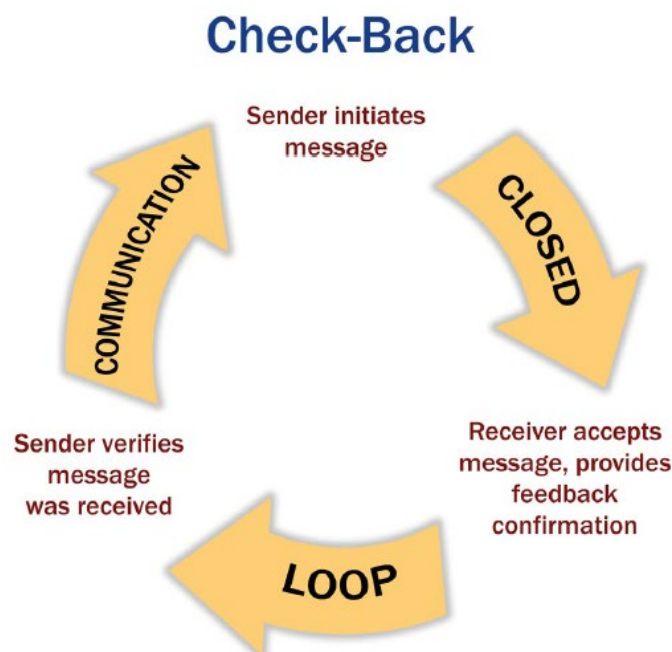 Check-Back
Sender initiates
message
CLOSED
Receiver accepts
message, provides
feedback
confirmation
LOOP
Sender verifies
message
was received
COMMUNICATION